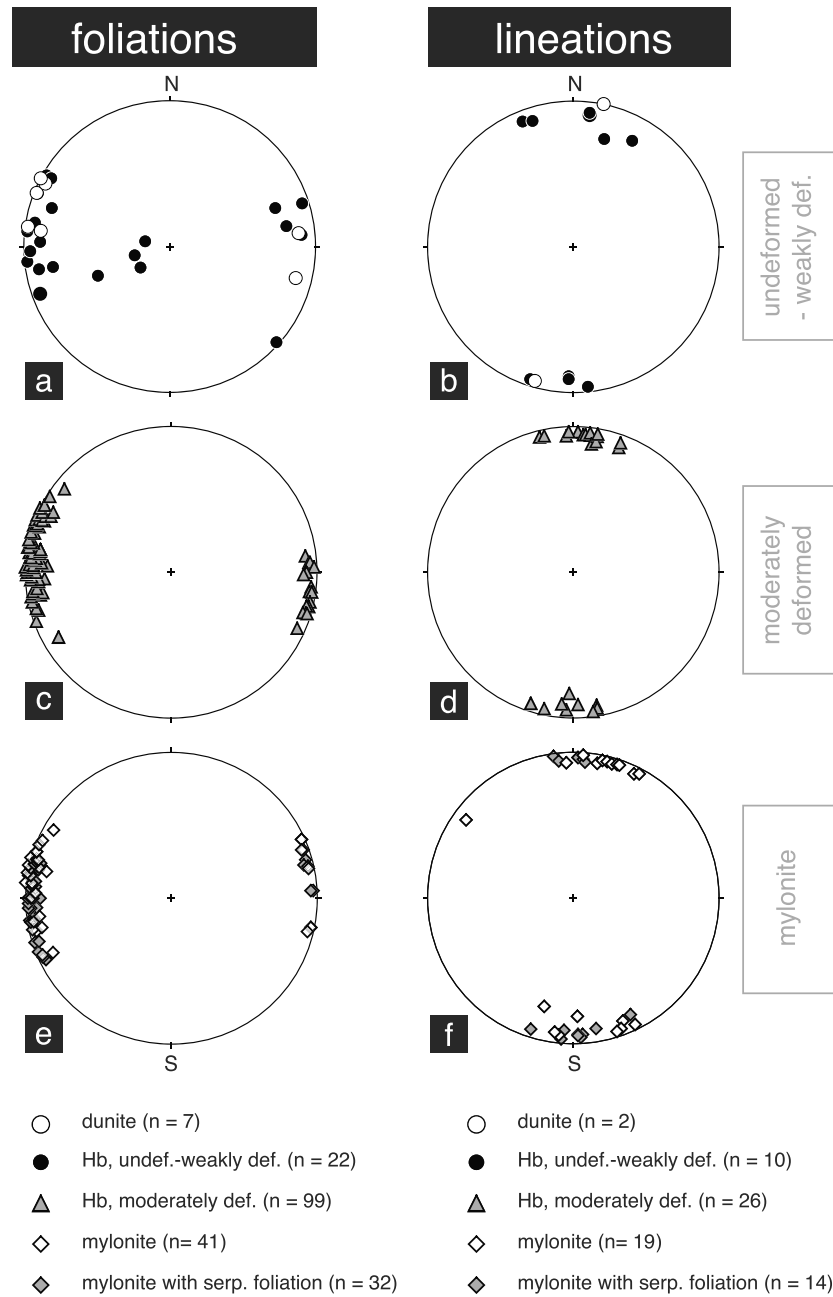 foliations
lineations
N
N
undeformed
- weakly def.
a
b
moderately
deformed
c
d
mylonite
e
f
S
S
dunite (n = 7)
Hb, undef.-weakly def. (n = 22)
Hb, moderately def. (n = 99)
mylonite (n= 41)
mylonite with serp. foliation (n = 32)
dunite (n = 2)
Hb, undef.-weakly def. (n = 10)
Hb, moderately def. (n = 26)
mylonite (n= 19)
mylonite with serp. foliation (n = 14)